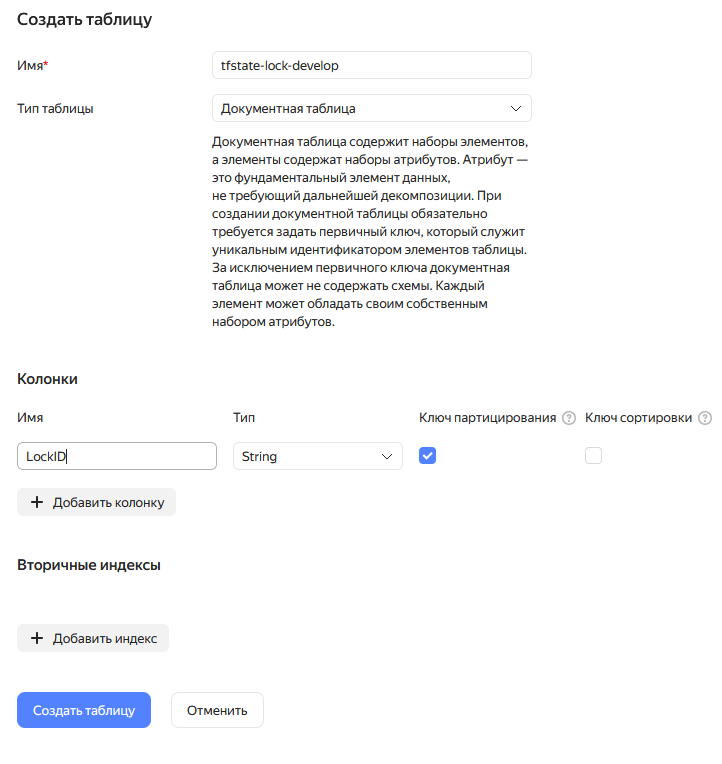 Создать таблицу
Имя*
tfstate-lock-develop
Тип таблицы
Документная таблица
Документная таблица содержит наборы элементов,
а элементы содержат наборы атрибутов. Атрибут —
это фундаментальный элемент данных,
не требующий дальнейшей декомпозиции. При
создании документной таблицы обязательно
требуется задать первичный ключ, который служит
уникальным идентификатором элементов таблицы.
За исключением первичного ключа документная
таблица может не содержать схемы. Каждый
элемент может обладать своим собственным
набором атрибутов.
Колонки
Имя Тип Ключ партицирования ? Ключ сортировки ?
LockID String
+ Добавить колонку
Вторичные индексы
+ Добавить индекс
Создать таблицу Отменить